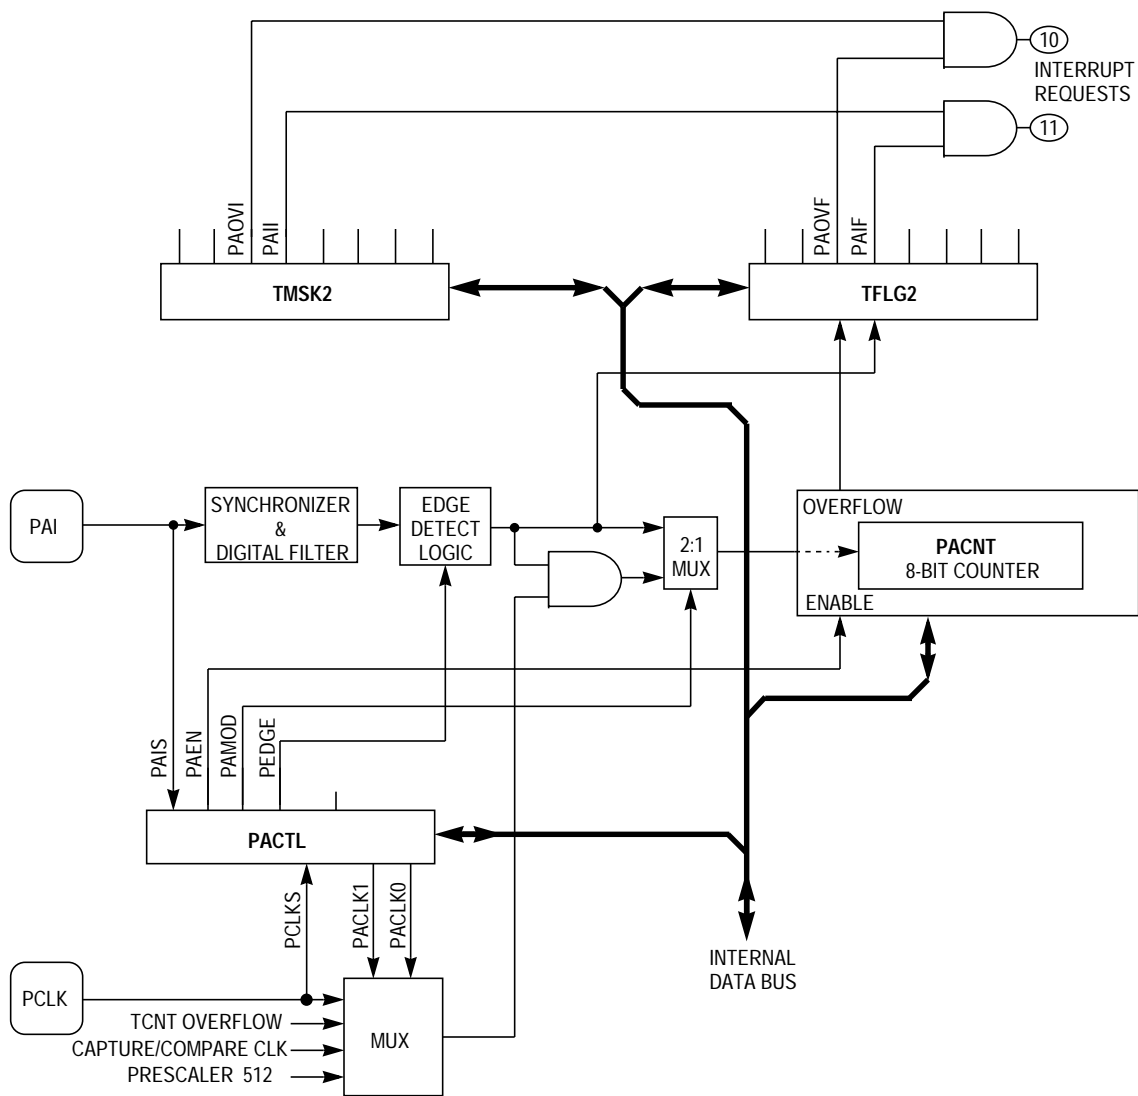 10
INTERRUPT
REQUESTS
11
PAOVI
PAII
PAOVF
PAIF
TMSK2
TFLG2
PAI
SYNCHRONIZER
&
DIGITAL FILTER
EDGE
DETECT
LOGIC
2:1
MUX
OVERFLOW
PACNT
8-BIT COUNTER
ENABLE
PAIS
PAEN
PAMOD
PEDGE
PACTL
PCLKS
PACLK1
PACLK0
INTERNAL
DATA BUS
PCLK
TCNT OVERFLOW
CAPTURE/COMPARE CLK
PRESCALER 512
MUX